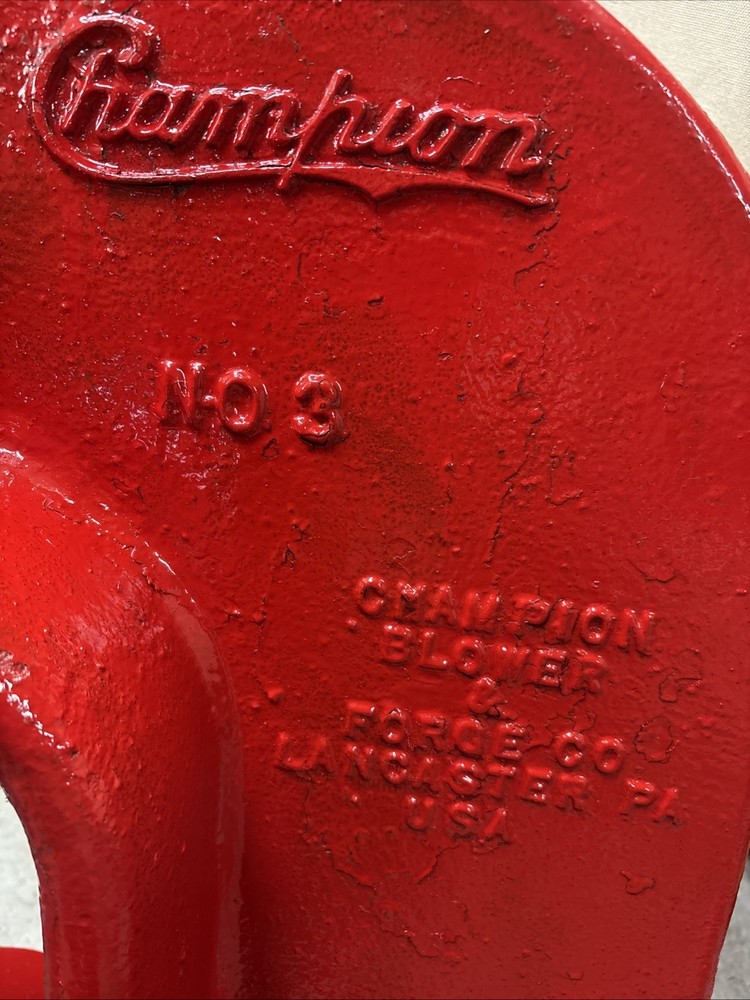 Champion
NO 3
CHAMPION
BLOWER
&
FORGE CO
LANCASTER PA
USA